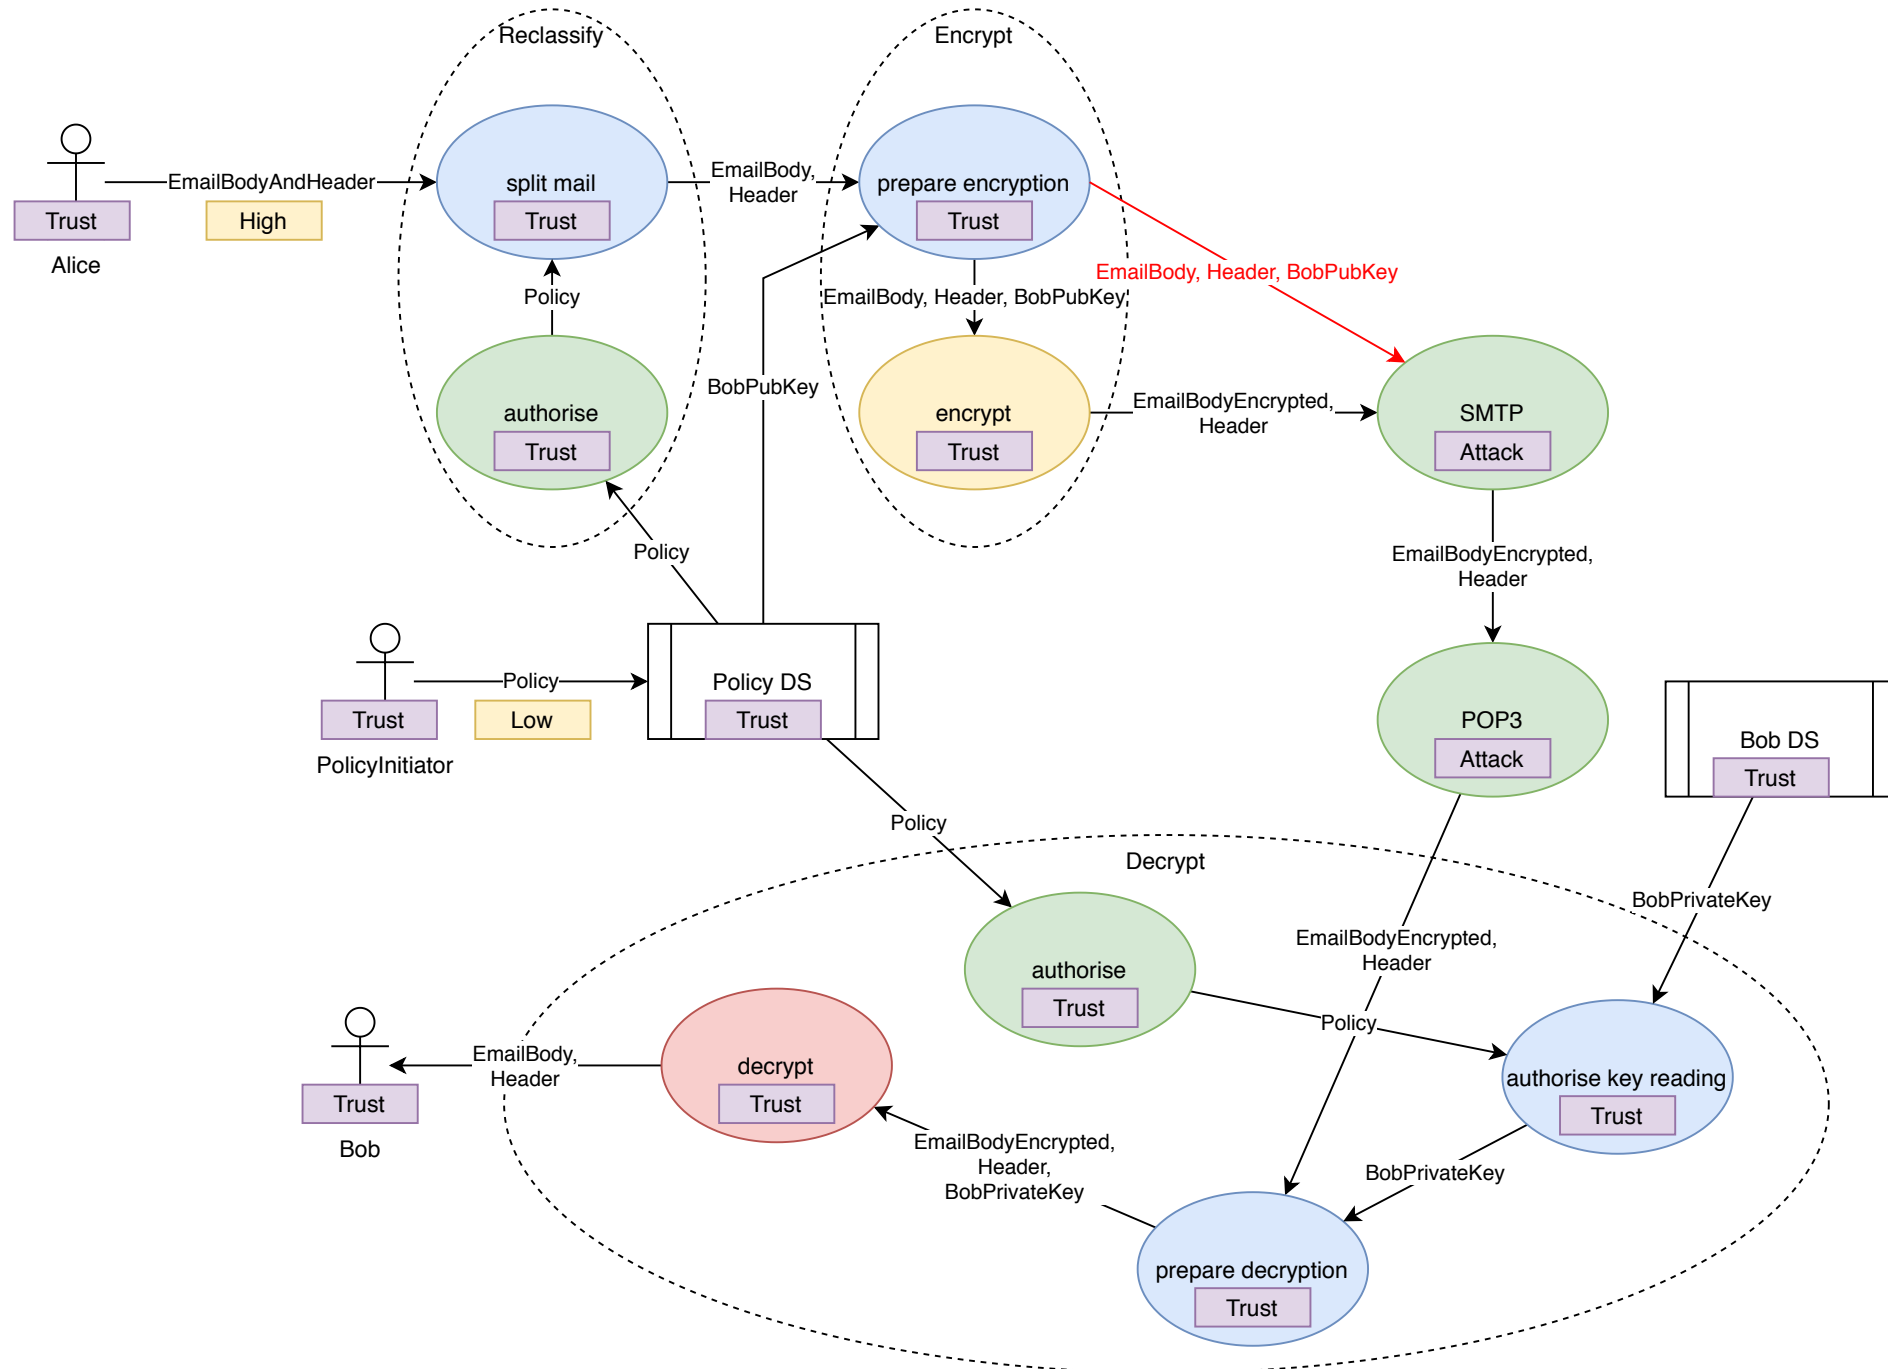 Reclassify
Encrypt
split mail
Trust
prepare encryption
Trust
EmailBodyAndHeader
High
Trust
Alice
EmailBody,
Header
EmailBody, Header, BobPubKey
Policy
EmailBody, Header, BobPubKey
BobPubKey
authorise
Trust
encrypt
Trust
EmailBodyEncrypted,
Header
SMTP
Attack
Policy
EmailBodyEncrypted,
Header
Policy
Low
Trust
PolicyInitiator
Policy DS
Trust
POP3
Attack
Bob DS
Trust
Policy
Decrypt
BobPrivateKey
EmailBodyEncrypted,
Header
authorise
Trust
Policy
EmailBody,
Header
decrypt
Trust
Trust
Bob
authorise key reading
Trust
EmailBodyEncrypted,
Header,
BobPrivateKey
BobPrivateKey
prepare decryption
Trust